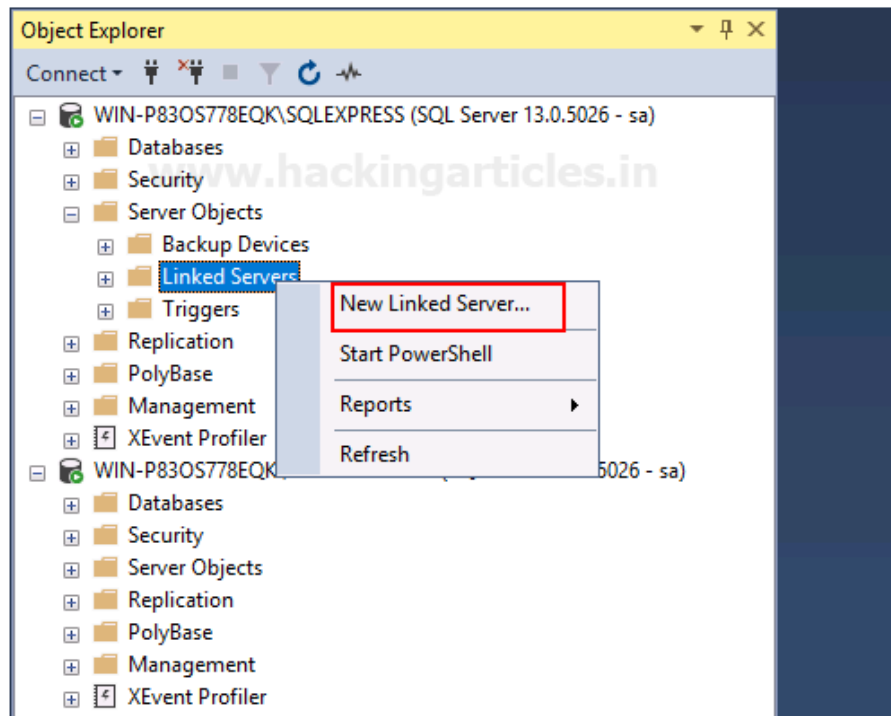 Object Explorer
Connect
WIN-P83OS778EQK\SQLEXPRESS (SQL Server 13.0.5026 - sa)
Databases
www.hackingarticles.in
Security
Server Objects
Backup Devices
Linked Servers
New Linked Server...
Triggers
Start PowerShell
Replication
PolyBase
Reports
Management
XEvent Profiler
Refresh
WIN-P83OS778EQK 5026 - sa)
Databases
Security
Server Objects
Replication
PolyBase
Management
XEvent Profiler